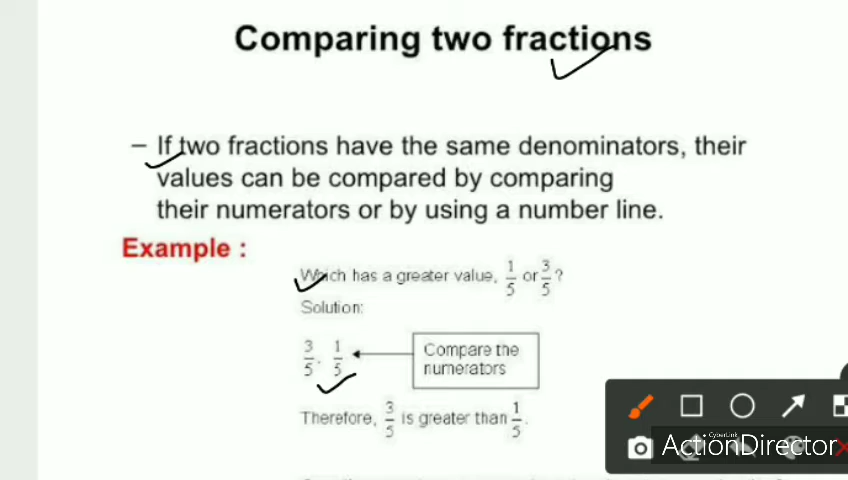 Comparing two fractions
– If two fractions have the same denominators, their
values can be compared by comparing
their numerators or by using a number line.
Example :
Which has a greater value, 1/5 or 3/5 ?
Solution:
3/5, 1/5
Compare the
numerators
Therefore, 3/5 is greater than 1/5.
CyberLink
ActionDirector